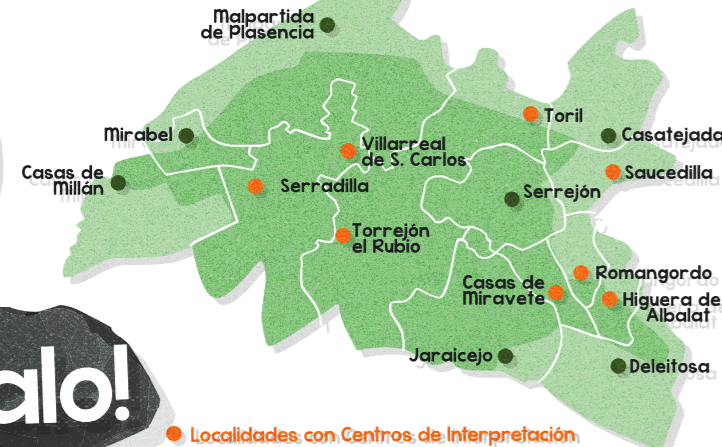 Malpartida
de Plasencia
Toril
Mirabel
Casatejada
Villarreal
de S. Carlos
Casas de
Millán
Saucedilla
Serradilla
Serrejón
Torrejón
el Rubio
Romangordo
Casas de
Miravete
Higuera de
Albalat
Jaraicejo
Deleitosa
alo!
Localidades con Centros de Interpretación